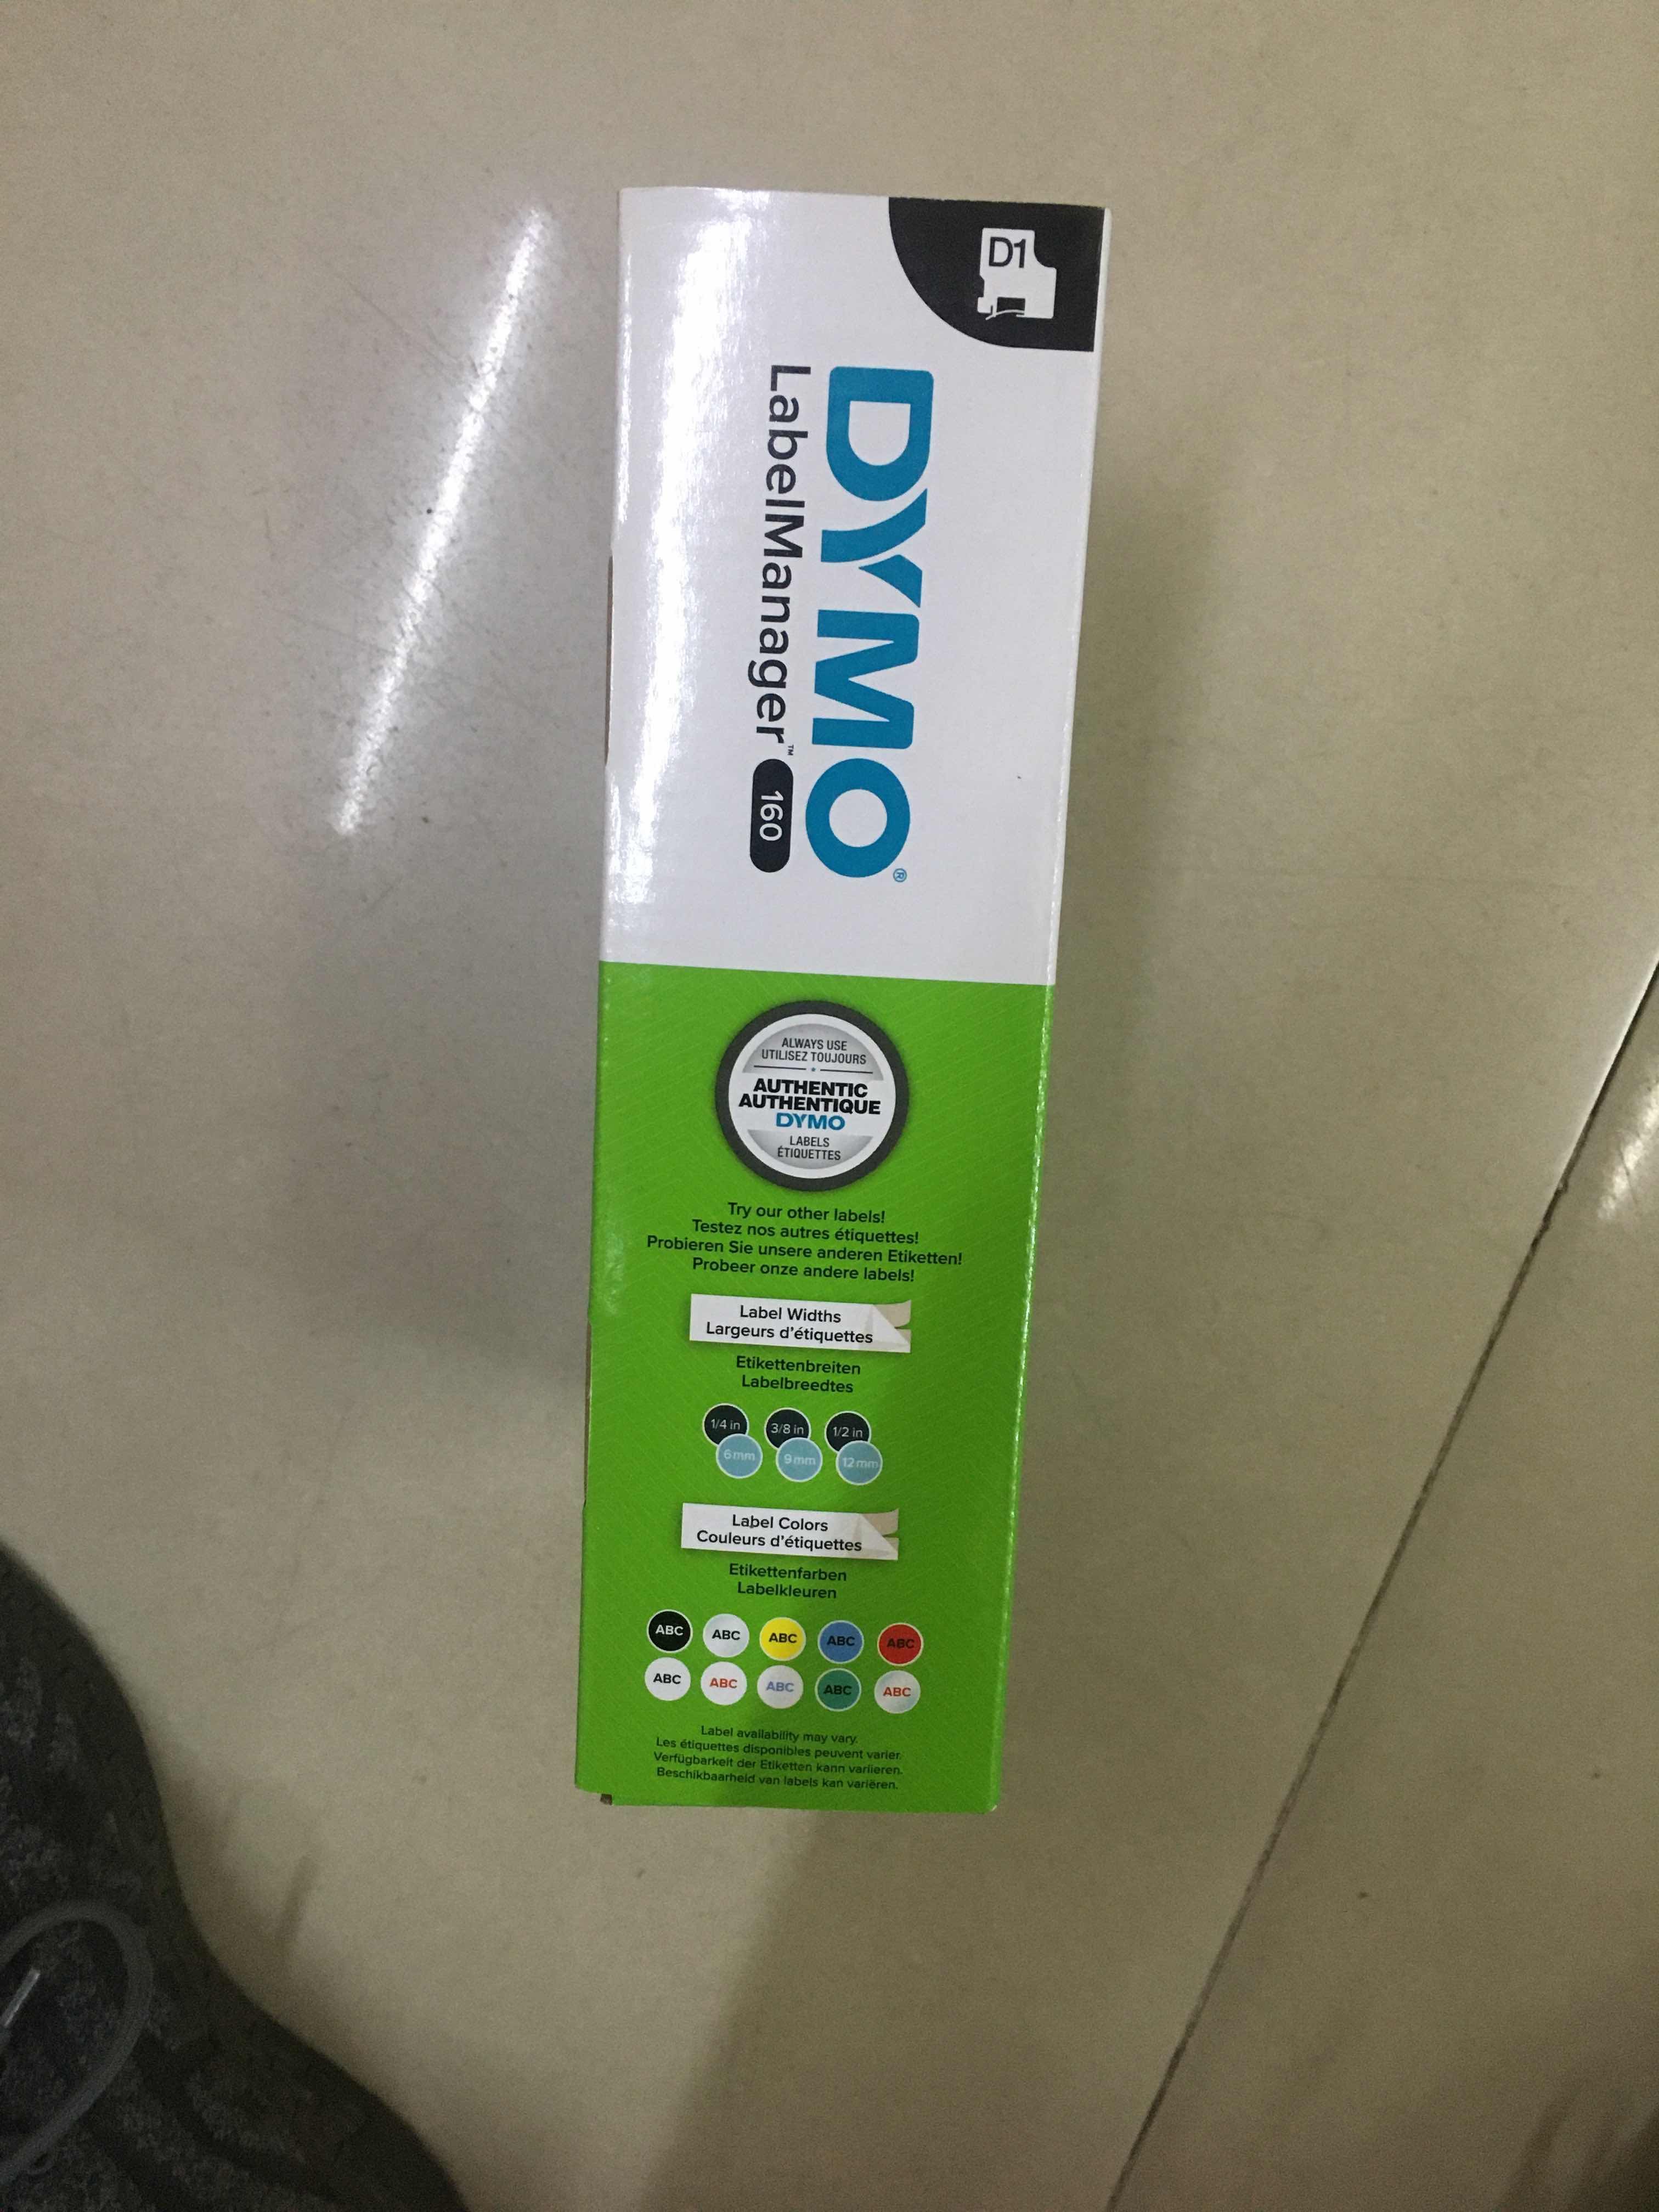 D1
DYMO®
LabelManager™ 160
ALWAYS USE
UTILISEZ TOUJOURS
AUTHENTIC
AUTHENTIQUE
DYMO
LABELS
ÉTIQUETTES
Try our other labels!
Testez nos autres étiquettes!
Probieren Sie unsere anderen Etiketten!
Probeer onze andere labels!
Label Widths
Largeurs d'étiquettes
Etikettenbreiten
Labelbreedtes
1/4 in 3/8 in 1/2 in
6 mm 9 mm 12 mm
Label Colors
Couleurs d'étiquettes
Etikettenfarben
Labelkleuren
ABC ABC ABC ABC ABC
ABC ABC ABC ABC ABC
Label availability may vary.
Les étiquettes disponibles peuvent varier.
Verfügbarkeit der Etiketten kann variieren.
Beschikbaarheid van labels kan variëren.